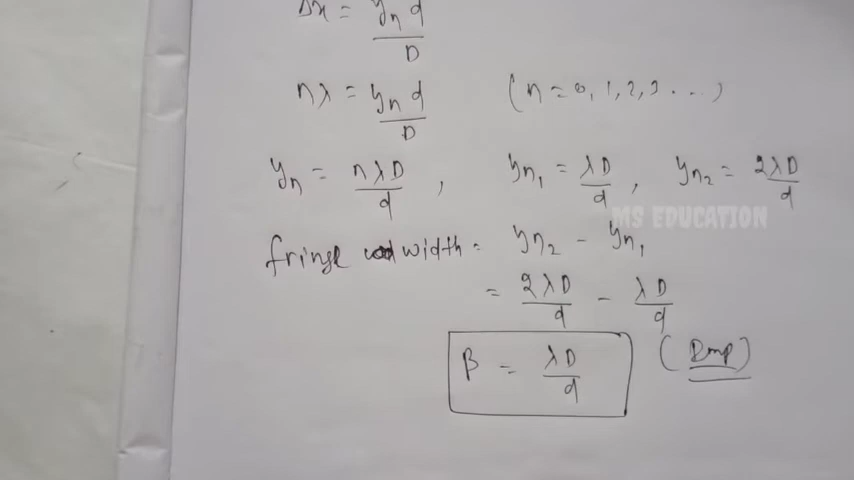 Δx = yn d / D
nλ = yn d / D (n = 0, 1, 2, 3 ...)
yn = nλD / d , yn1 = λD / d , yn2 = 2λD / d
MS EDUCATION
fringe width = yn2 - yn1
= 2λD / d - λD / d
β = λD / d (Imp)